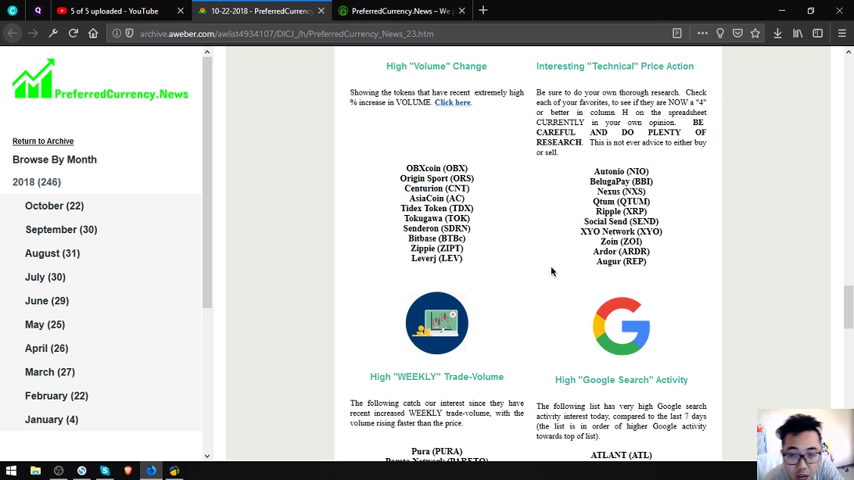 5 of 5 uploaded - YouTube
10-22-2018 - PreferredCurrency
PreferredCurrency.News – We p
archive.aweber.com/awlist4934107/DICJ_/h/PreferredCurrency_News_23.htm
PreferredCurrency.News
Return to Archive
Browse By Month
2018 (246)
October (22)
September (30)
August (31)
July (30)
June (29)
May (25)
April (26)
March (27)
February (22)
January (4)
High "Volume" Change
Showing the tokens that have recent extremely high
% increase in VOLUME. Click here.
OBXcoin (OBX)
Origin Sport (ORS)
Centurion (CNT)
AsiaCoin (AC)
Tidex Token (TDX)
Tokugawa (TOK)
Senderon (SDRN)
Bitbase (BTBc)
Zippie (ZIPT)
Leverj (LEV)
Interesting "Technical" Price Action
Be sure to do your own thorough research. Check
each of your favorites, to see if they are NOW a "4"
or better in column H on the spreadsheet
CURRENTLY in your own opinion. BE
CAREFUL AND DO PLENTY OF
RESEARCH. This is not ever advice to either buy
or sell.
Autonio (NIO)
BelugaPay (BBI)
Nexus (NXS)
Qtum (QTUM)
Ripple (XRP)
Social Send (SEND)
XYO Network (XYO)
Zoin (ZOI)
Ardor (ARDR)
Augur (REP)
High "WEEKLY" Trade-Volume
The following catch our interest since they have
recent increased WEEKLY trade-volume, with the
volume rising faster than the price.
Pura (PURA)
Pareto Network (PARETO)
High "Google Search" Activity
The following list has very high Google search
activity interest today, compared to the last 7 days
(the list is in order of higher Google activity
towards top of list).
ATLANT (ATL)